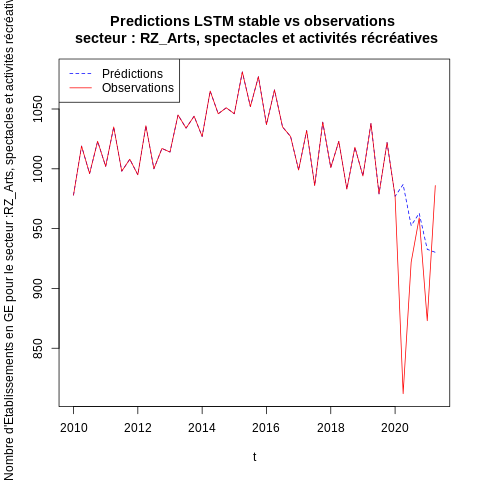 Predictions LSTM stable vs observations
secteur : RZ_Arts, spectacles et activités récréatives
Nombre d'Etablissements en GE pour le secteur :RZ_Arts, spectacles et activités récréativ
Prédictions
Observations
1050
1000
950
900
850
2010 2012 2014 2016 2018 2020
t